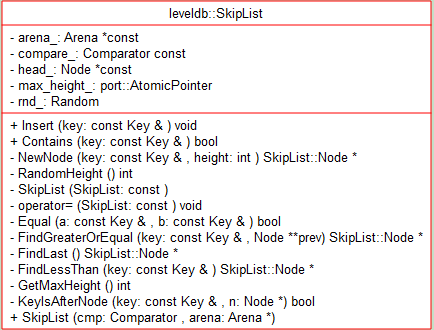 leveldb::SkipList
- arena_: Arena *const
- compare_: Comparator const
- head_: Node *const
- max_height_: port::AtomicPointer
- rnd_: Random
+ Insert (key: const Key & ) void
+ Contains (key: const Key & ) bool
- NewNode (key: const Key & , height: int ) SkipList::Node *
- RandomHeight () int
- SkipList (SkipList: const )
- operator= (SkipList: const ) void
- Equal (a: const Key & , b: const Key & ) bool
- FindGreaterOrEqual (key: const Key & , Node **prev) SkipList::Node *
- FindLast () SkipList::Node *
- FindLessThan (key: const Key & ) SkipList::Node *
- GetMaxHeight () int
- KeyIsAfterNode (key: const Key & , n: Node *) bool
+ SkipList (cmp: Comparator , arena: Arena *)